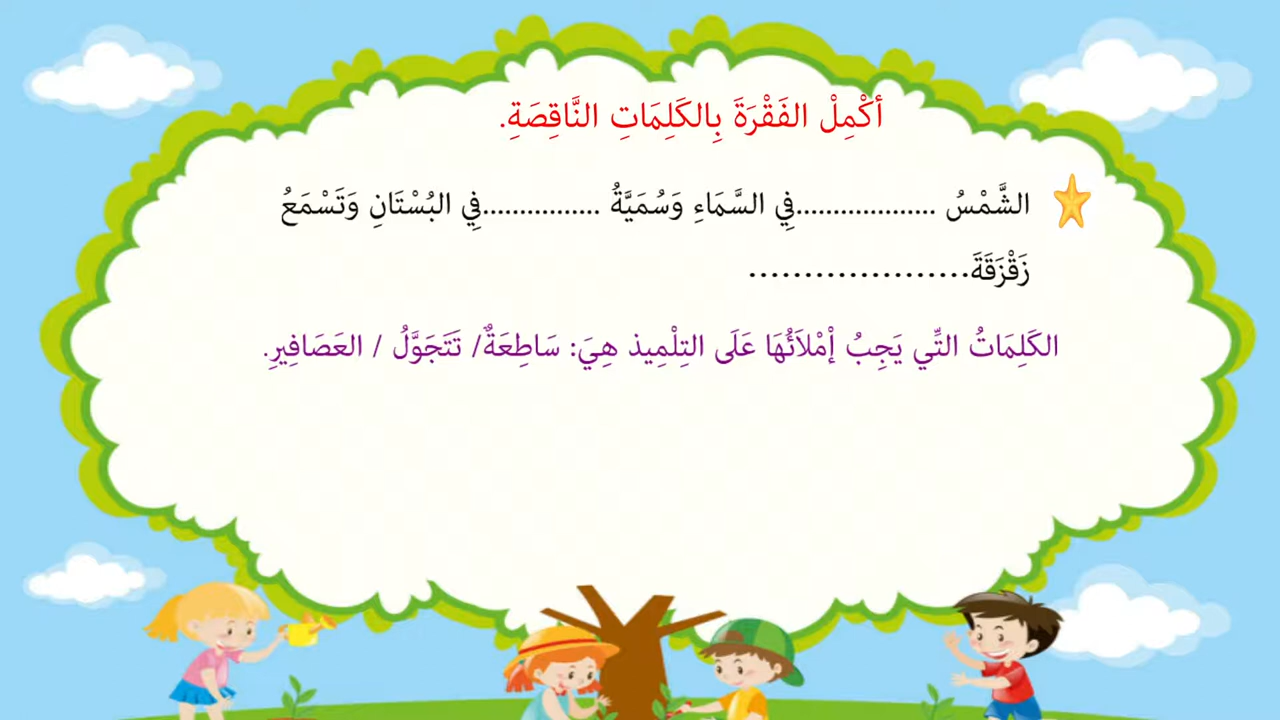 أكْمِلْ الفَقْرَةَ بِالكَلِمَاتِ النَّاقِصَةِ.
الشَّمْسُ ...................فِي السَّمَاءِ وَسُمَيَّةُ ................فِي البُسْتَانِ وَتَسْمَعُ
زَقْزَقَةَ.....................
الكَلِمَاتُ التِّي يَجِبُ إْمْلاَئُهَا عَلَى التِلْمِيذ هِيَ: سَاطِعَةٌ/ تَتَجَوَّلُ / العَصَافِيرِ.